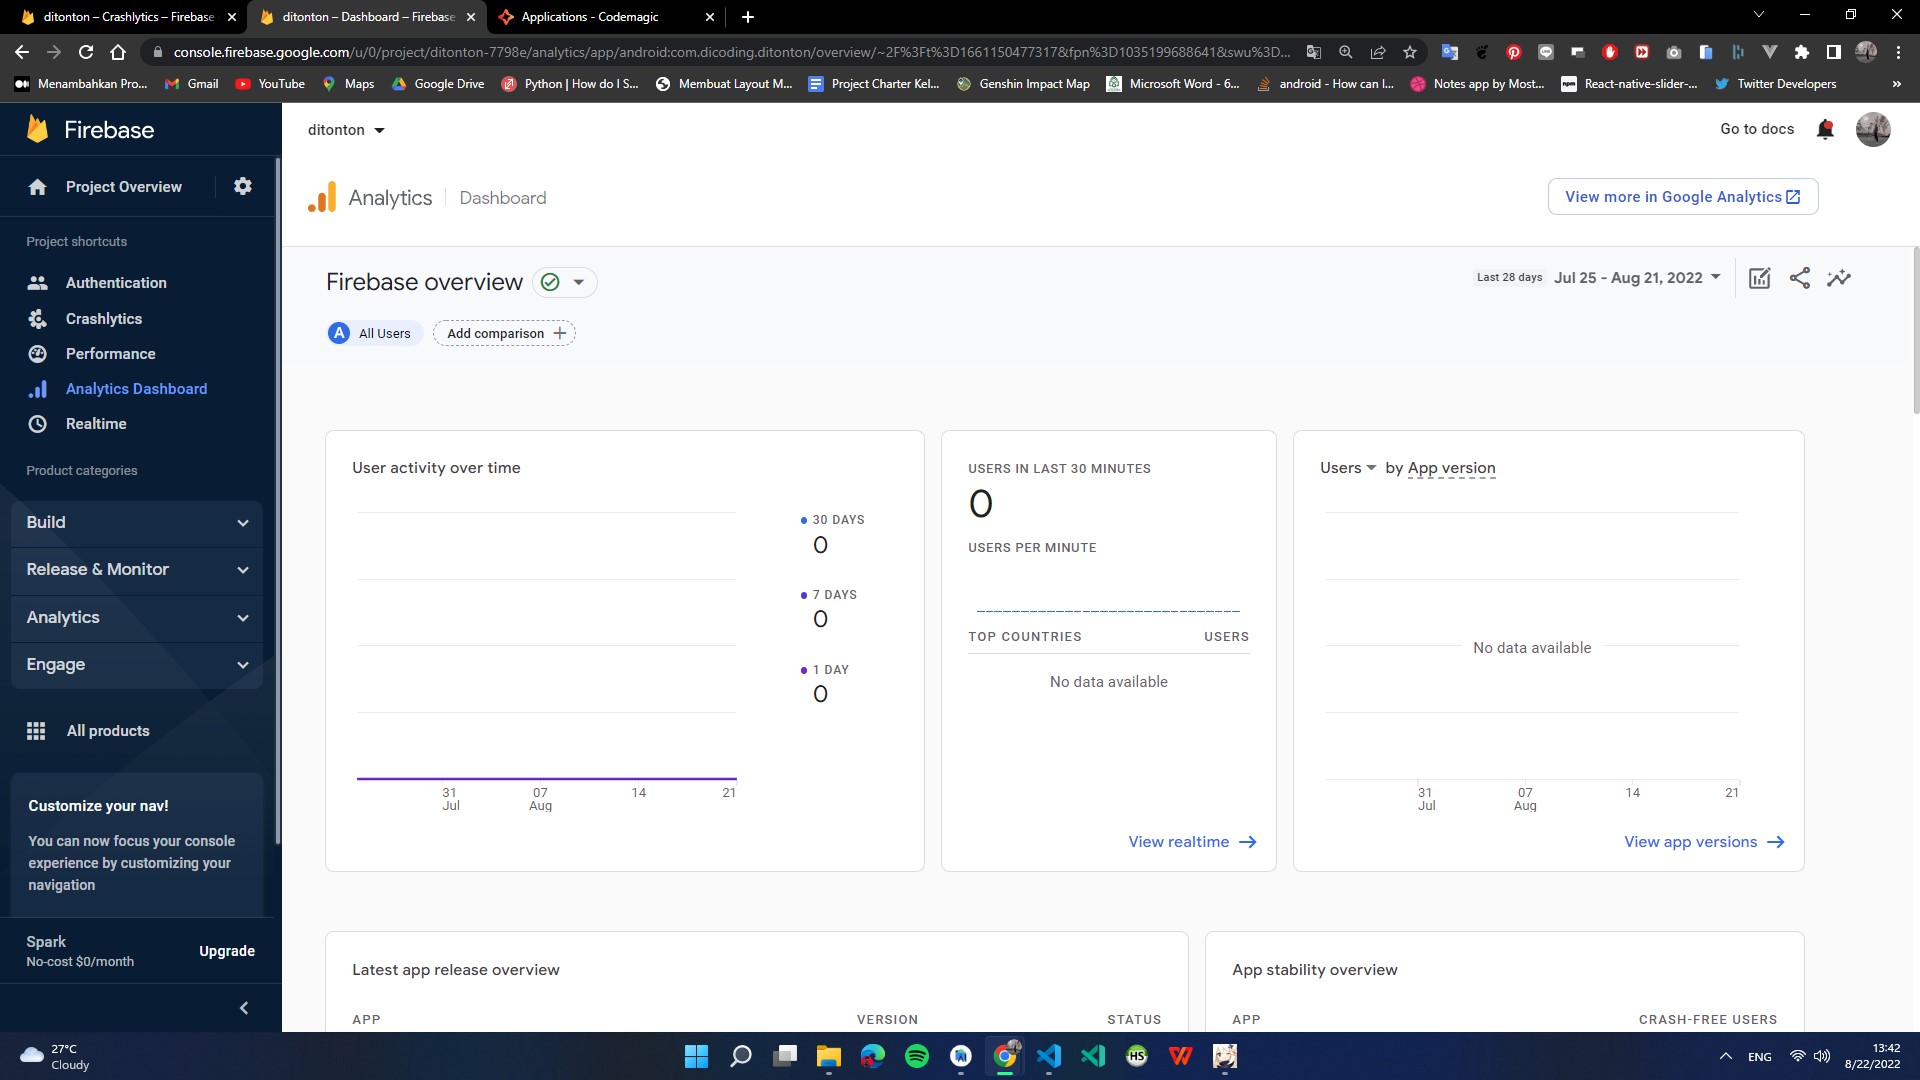 ditonton – Crashlytics – Firebase
ditonton – Dashboard – Firebase
Applications - Codemagic
console.firebase.google.com/u/0/project/ditonton-7798e/analytics/app/android:com.dicoding.ditonton/overview/~2F%3Ft%3D1661150477317&fpn%3D1035199688641&swu%3D...
Menambahkan Pro...
Gmail
YouTube
Maps
Google Drive
Python | How do I S...
Membuat Layout M...
Project Charter Kel...
Genshin Impact Map
Microsoft Word - 6...
android - How can I...
Notes app by Most...
React-native-slider-...
Twitter Developers
»
Firebase
Project Overview
Project shortcuts
Authentication
Crashlytics
Performance
Analytics Dashboard
Realtime
Product categories
Build
Release & Monitor
Analytics
Engage
All products
Customize your nav!
You can now focus your console
experience by customizing your
navigation
Spark
No-cost $0/month
Upgrade
ditonton
Go to docs
Analytics
Dashboard
View more in Google Analytics
Firebase overview
Last 28 days
Jul 25 - Aug 21, 2022
A
All Users
Add comparison
User activity over time
30 DAYS
0
7 DAYS
0
1 DAY
0
31
Jul
07
Aug
14
21
USERS IN LAST 30 MINUTES
0
USERS PER MINUTE
TOP COUNTRIES
USERS
No data available
View realtime
Users by App version
No data available
31
Jul
07
Aug
14
21
View app versions
Latest app release overview
APP
VERSION
STATUS
App stability overview
APP
CRASH-FREE USERS
27°C
Cloudy
HS
ENG
13:42
8/22/2022